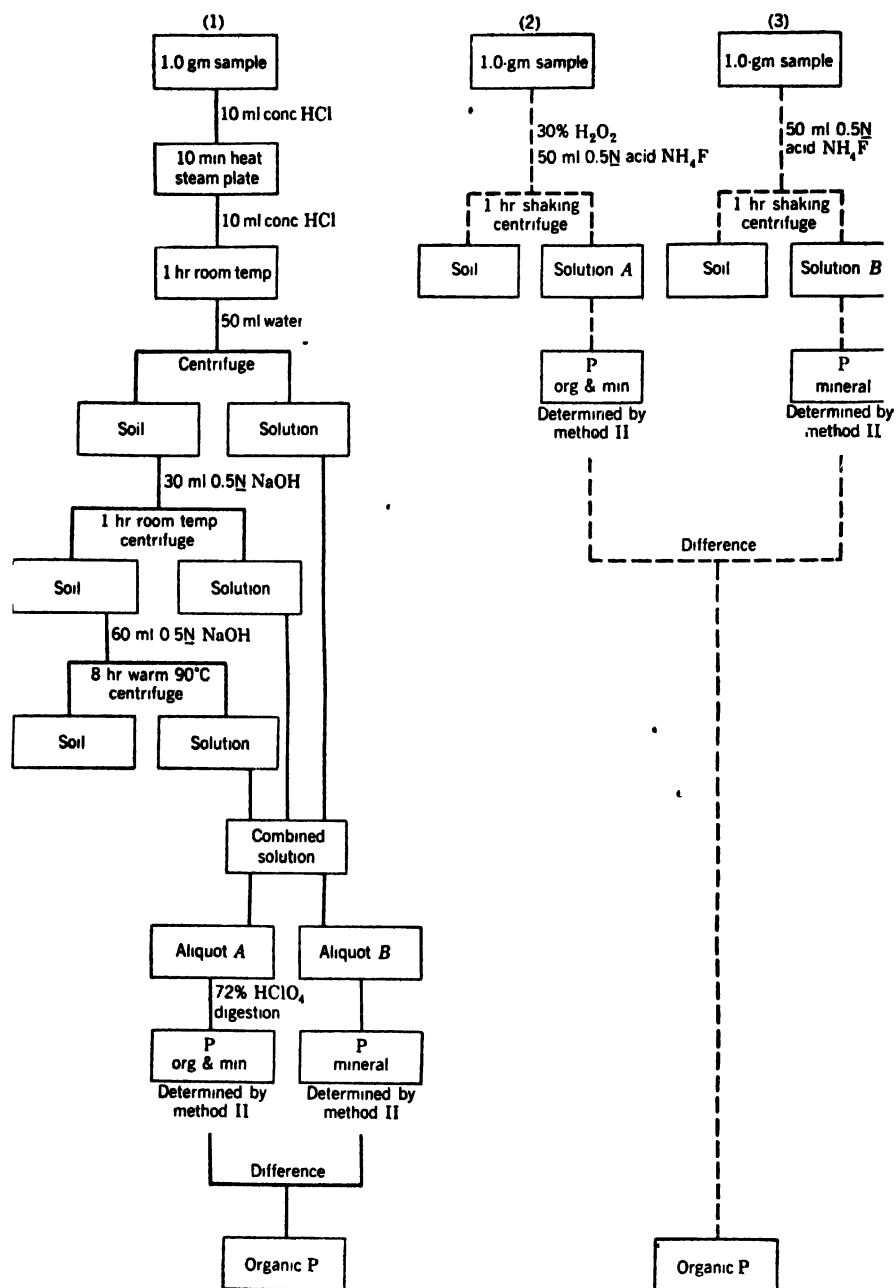 (1)
1.0 gm sample
10 ml conc HCl
10 min heat
steam plate
10 ml conc HCl
1 hr room temp
50 ml water
Centrifuge
Soil
Solution
30 ml 0.5N NaOH
1 hr room temp
centrifuge
Soil
Solution
60 ml 0 5N NaOH
8 hr warm 90°C
centrifuge
Soil
Solution
Combined
solution
Aliquot A
Aliquot B
72% HClO₄
digestion
P
org & min
P
mineral
Determined by
method II
Determined by
method II
Difference
Organic P
(2)
1.0-gm sample
30% H₂O₂
50 ml 0.5N acid NH₄F
1 hr shaking
centrifuge
Soil
Solution A
P
org & min
Determined by
method II
(3)
1.0-gm sample
50 ml 0.5N
acid NH₄F
1 hr shaking
centrifuge
Soil
Solution B
P
mineral
Determined by
method II
Difference
Organic P